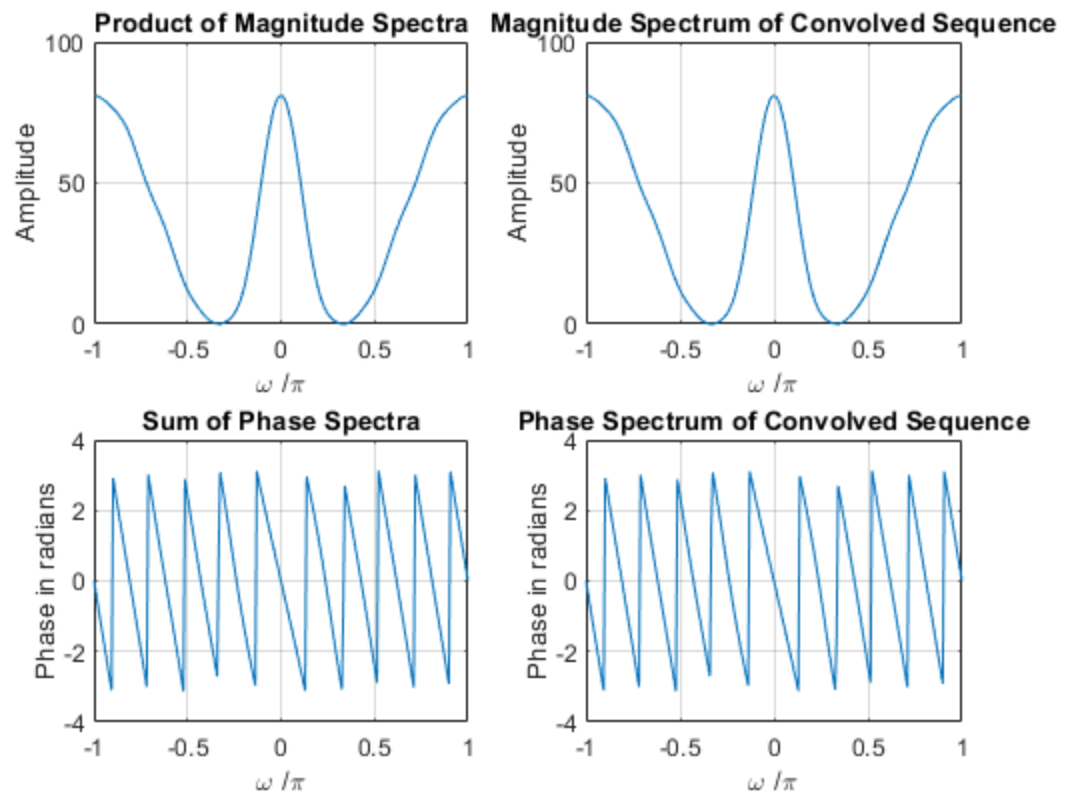 Product of Magnitude Spectra
100
50
0
Amplitude
-1 -0.5 0 0.5 1
ω /π
Magnitude Spectrum of Convolved Sequence
100
50
0
Amplitude
-1 -0.5 0 0.5 1
ω /π
Sum of Phase Spectra
4
2
0
-2
-4
Phase in radians
-1 -0.5 0 0.5 1
ω /π
Phase Spectrum of Convolved Sequence
4
2
0
-2
-4
Phase in radians
-1 -0.5 0 0.5 1
ω /π